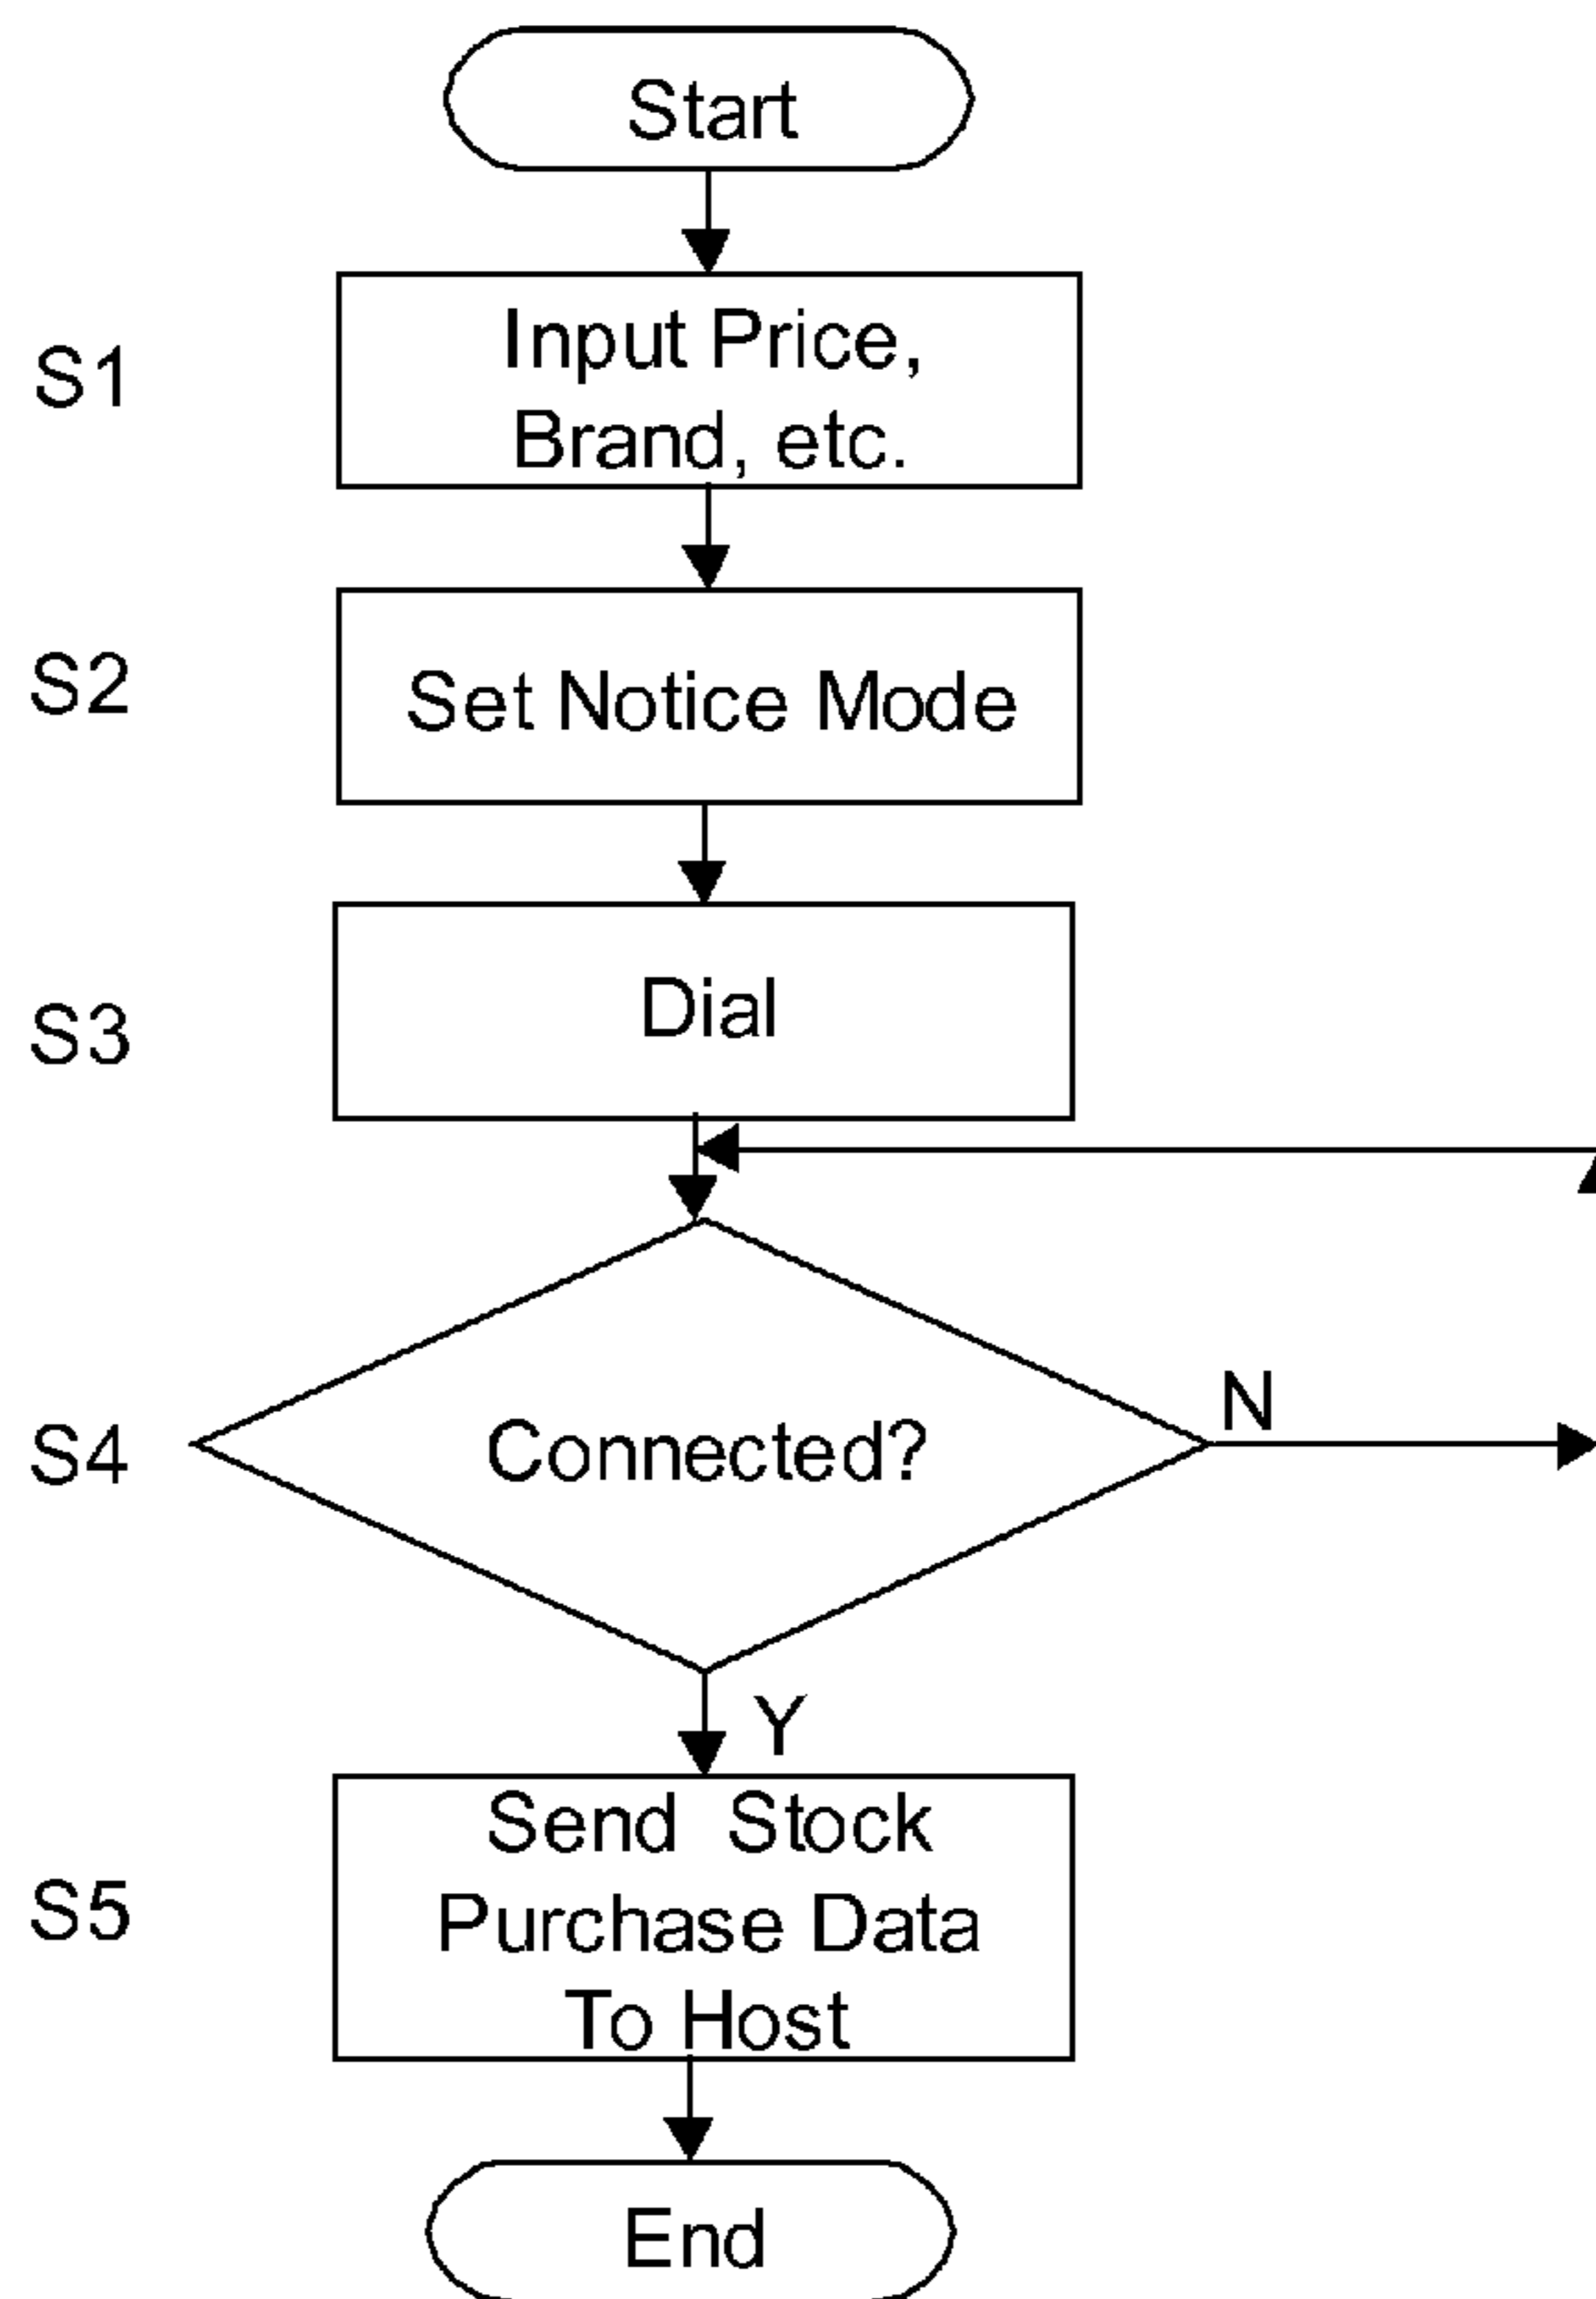 Start
S1
Input Price,
Brand, etc.
S2
Set Notice Mode
S3
Dial
S4
Connected?
N
Y
S5
Send Stock
Purchase Data
To Host
End